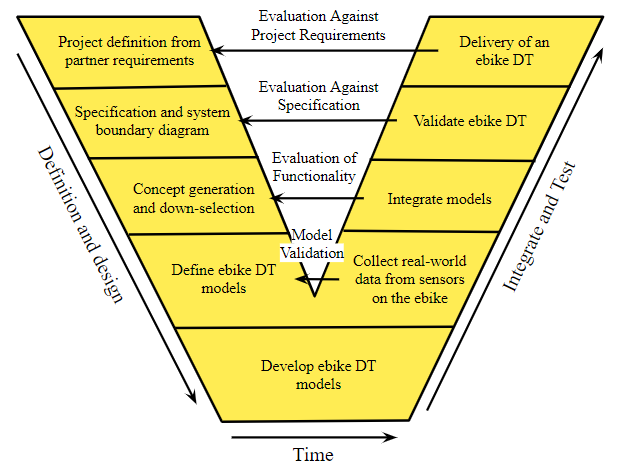 Evaluation Against
Project Requirements
Project definition from
partner requirements
Delivery of an
ebike DT
Evaluation Against
Specification
Specification and system
boundary diagram
Validate ebike DT
Evaluation of
Functionality
Concept generation
and down-selection
Integrate models
Model
Validation
Define ebike DT
models
Collect real-world
data from sensors
on the ebike
Develop ebike DT
models
Definition and design
Integrate and Test
Time